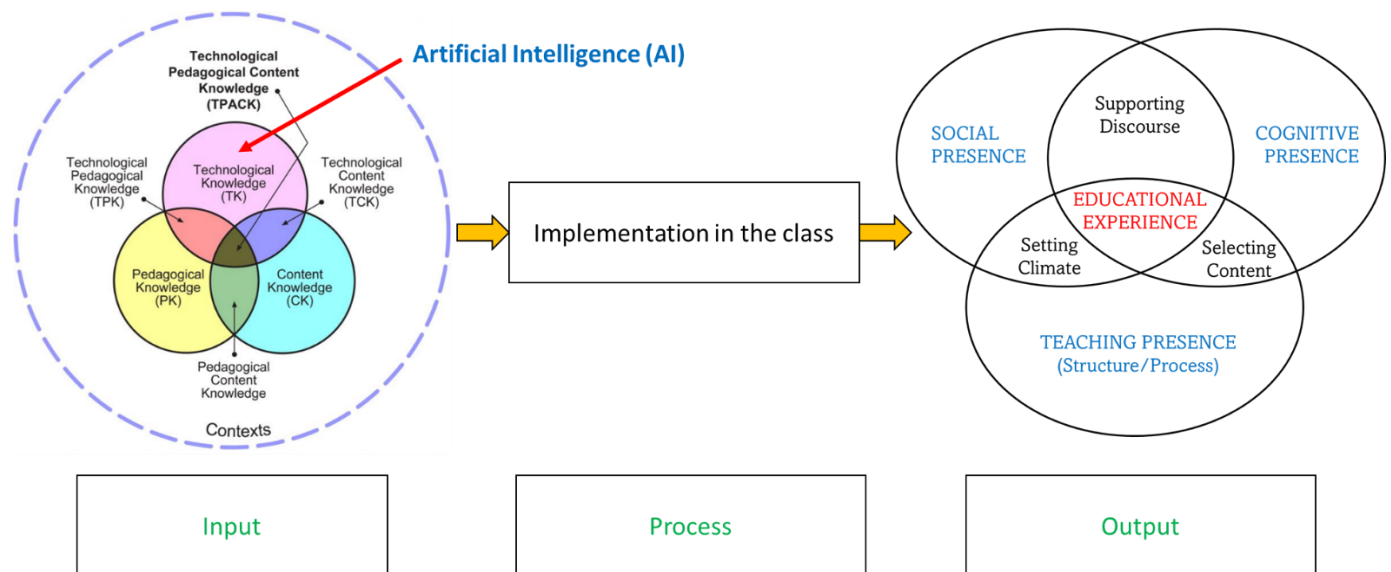 Technological
Pedagogical Content
Knowledge
(TPACK)
Artificial Intelligence (AI)
Technological
Pedagogical
Knowledge
(TPK)
Technological
Knowledge
(TK)
Technological
Content
Knowledge
(TCK)
Pedagogical
Knowledge
(PK)
Content
Knowledge
(CK)
Pedagogical
Content
Knowledge
Contexts
Implementation in the class
SOCIAL
PRESENCE
Supporting
Discourse
COGNITIVE
PRESENCE
EDUCATIONAL
EXPERIENCE
Setting
Climate
Selecting
Content
TEACHING PRESENCE
(Structure/Process)
Input
Process
Output